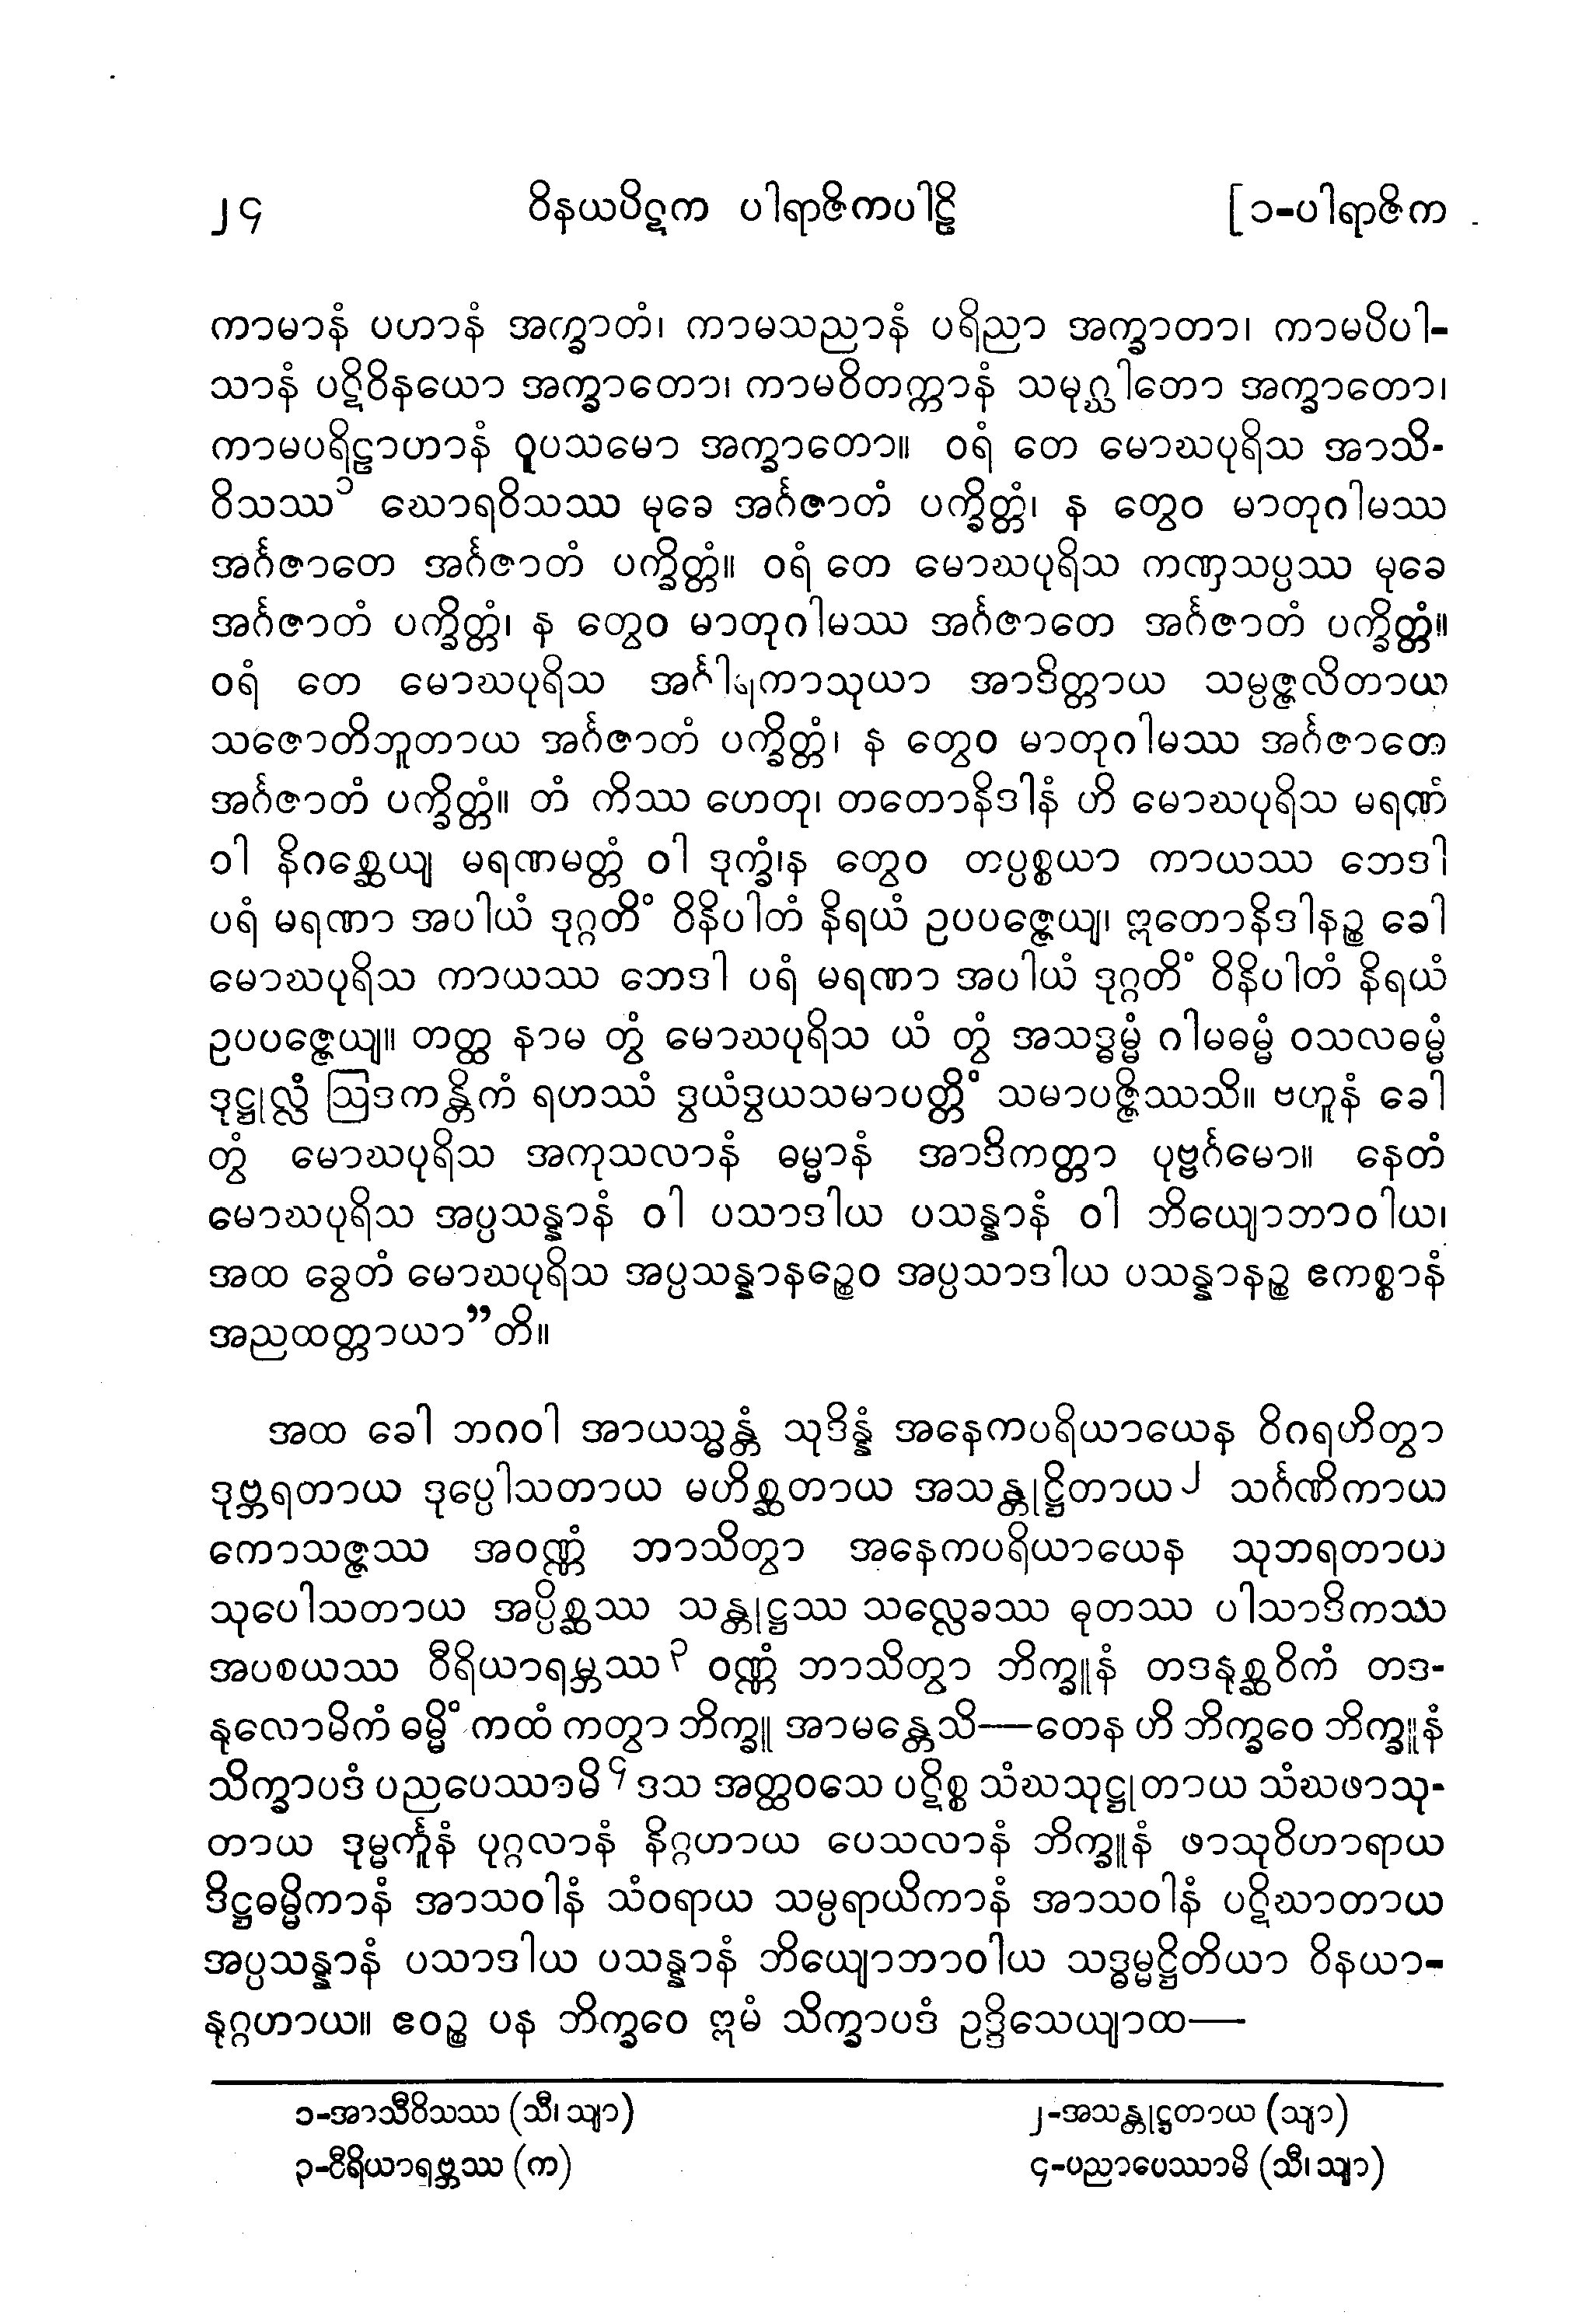 ၂၄ ဝိနယပိဋက ပါရာဇိကပါဠိ [၁-ပါရာဇိက
ကာမာနံ ပဟာနံ အက္ခာတံ၊ ကာမသညာနံ ပရိညာ အက္ခာတာ၊ ကာမပိပါ-
သာနံ ပဋိဝိနယော အက္ခာတော၊ ကာမဝိတက္ကာနံ သမုဂ္ဃါတော အက္ခာတော၊
ကာမပရိဠာဟာနံ ဝူပသမော အက္ခာတော။ ဝရံ တေ မောဃပုရိသ အာသိ-
ဝိသဿ၁ ဃောရဝိသဿ မုခေ အင်္ဂဇာတံ ပက္ခိတ္တံ၊ န တွေဝ မာတုဂါမဿ
အင်္ဂဇာတေ အင်္ဂဇာတံ ပက္ခိတ္တံ။ ဝရံ တေ မောဃပုရိသ ကဏှသပ္ပဿ မုခေ
အင်္ဂဇာတံ ပက္ခိတ္တံ၊ န တွေဝ မာတုဂါမဿ အင်္ဂဇာတေ အင်္ဂဇာတံ ပက္ခိတ္တံ။
ဝရံ တေ မောဃပုရိသ အင်္ဂါရကာသုယာ အာဒိတ္တာယ သမ္ပဇ္ဇလိတာယ
သဇောတိဘူတာယ အင်္ဂဇာတံ ပက္ခိတ္တံ၊ န တွေဝ မာတုဂါမဿ အင်္ဂဇာတေ
အင်္ဂဇာတံ ပက္ခိတ္တံ။ တံ ကိဿ ဟေတု၊ တတောနိဒါနံ ဟိ မောဃပုရိသ မရဏံ
ဝါ နိဂစ္ဆေယျ မရဏမတ္တံ ဝါ ဒုက္ခံ၊န တွေဝ တပ္ပစ္စယာ ကာယဿ ဘေဒါ
ပရံ မရဏာ အပါယံ ဒုဂ္ဂတိံ ဝိနိပါတံ နိရယံ ဥပပဇ္ဇေယျ၊ ဣတောနိဒါနဉ္စ ခေါ
မောဃပုရိသ ကာယဿ ဘေဒါ ပရံ မရဏာ အပါယံ ဒုဂ္ဂတိံ ဝိနိပါတံ နိရယံ
ဥပပဇ္ဇေယျ။ တတ္ထ နာမ တွံ မောဃပုရိသ ယံ တွံ အသဒ္ဓမ္မံ ဂါမဓမ္မံ ဝသလဓမ္မံ
ဒုဋ္ဌုလ္လံ ဩဒကန္တိကံ ရဟဿံ ဒွယံဒွယသမာပတ္တိံ သမာပဇ္ဇိဿသိ။ ဗဟူနံ ခေါ
တွံ မောဃပုရိသ အကုသလာနံ ဓမ္မာနံ အာဒိကတ္တာ ပုဗ္ဗင်္ဂမော။ နေတံ
မောဃပုရိသ အပ္ပသန္နာနံ ဝါ ပသာဒါယ ပသန္နာနံ ဝါ ဘိယျောဘာဝါယ၊
အထ ခွေတံ မောဃပုရိသ အပ္ပသန္နာနဉ္စေဝ အပ္ပသာဒါယ ပသန္နာနဉ္စ ဧကစ္စာနံ
အညထတ္တာယာ”တိ။
အထ ခေါ ဘဂဝါ အာယသ္မန္တံ သုဒိန္နံ အနေကပရိယာယေန ဝိဂရဟိတွာ
ဒုဗ္ဘရတာယ ဒုပ္ပေါသတာယ မဟိစ္ဆတာယ အသန္တုဋ္ဌိတာယ၂ သင်္ဂဏိကာယ
ကောသဇ္ဇဿ အဝဏ္ဏံ ဘာသိတွာ အနေကပရိယာယေန သုဘရတာယ
သုပေါသတာယ အပ္ပိစ္ဆဿ သန္တုဋ္ဌဿ သလ္လေခဿ ဓုတဿ ပါသာဒိကဿ
အပစယဿ ဝီရိယာရမ္ဘဿ၃ ဝဏ္ဏံ ဘာသိတွာ ဘိက္ခူနံ တဒနုစ္ဆဝိကံ တဒ-
နုလောမိကံ ဓမ္မိံ ကထံ ကတွာ ဘိက္ခူ အာမန္တေသိ—တေန ဟိ ဘိက္ခဝေ ဘိက္ခူနံ
သိက္ခာပဒံ ပညပေဿာမိ၄ ဒသ အတ္ထဝသေ ပဋိစ္စ သံဃသုဋ္ဌုတာယ သံဃဖာသု-
တာယ ဒုမ္မင်္ကူနံ ပုဂ္ဂလာနံ နိဂ္ဂဟာယ ပေသလာနံ ဘိက္ခူနံ ဖာသုဝိဟာရာယ
ဒိဋ္ဌဓမ္မိကာနံ အာသဝါနံ သံဝရာယ သမ္ပရာယိကာနံ အာသဝါနံ ပဋိဃာတာယ
အပ္ပသန္နာနံ ပသာဒါယ ပသန္နာနံ ဘိယျောဘာဝါယ သဒ္ဓမ္မဋ္ဌိတိယာ ဝိနယာ-
နုဂ္ဂဟာယ။ ဧဝဉ္စ ပန ဘိက္ခဝေ ဣမံ သိက္ခာပဒံ ဥဒ္ဒိသေယျာထ—
၁-အာသီဝိသဿ (သီ၊ သျာ) ၂-အသန္တုဋ္ဌတာယ (သျာ)
၃-ဝီရိယာရဗ္ဘဿ (က) ၄-ပညာပေဿာမိ (သီ၊ သျာ)